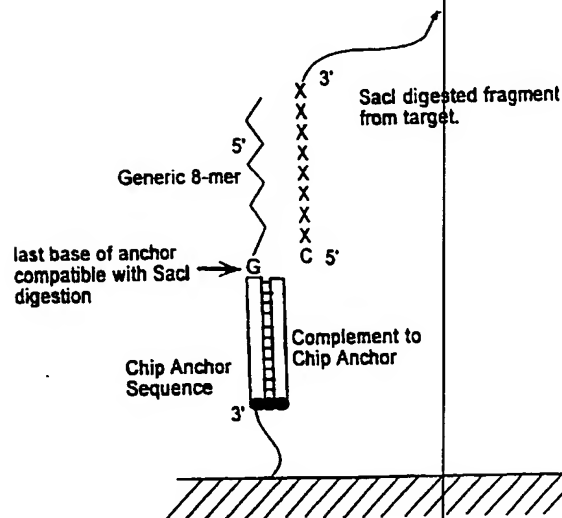 3'
SacI digested fragment
from target.
X
X
X
X
X
X
X
X
5'
Generic 8-mer
last base of anchor
compatible with SacI
digestion
G
C 5'
Complement to
Chip Anchor
Chip Anchor
Sequence
3'